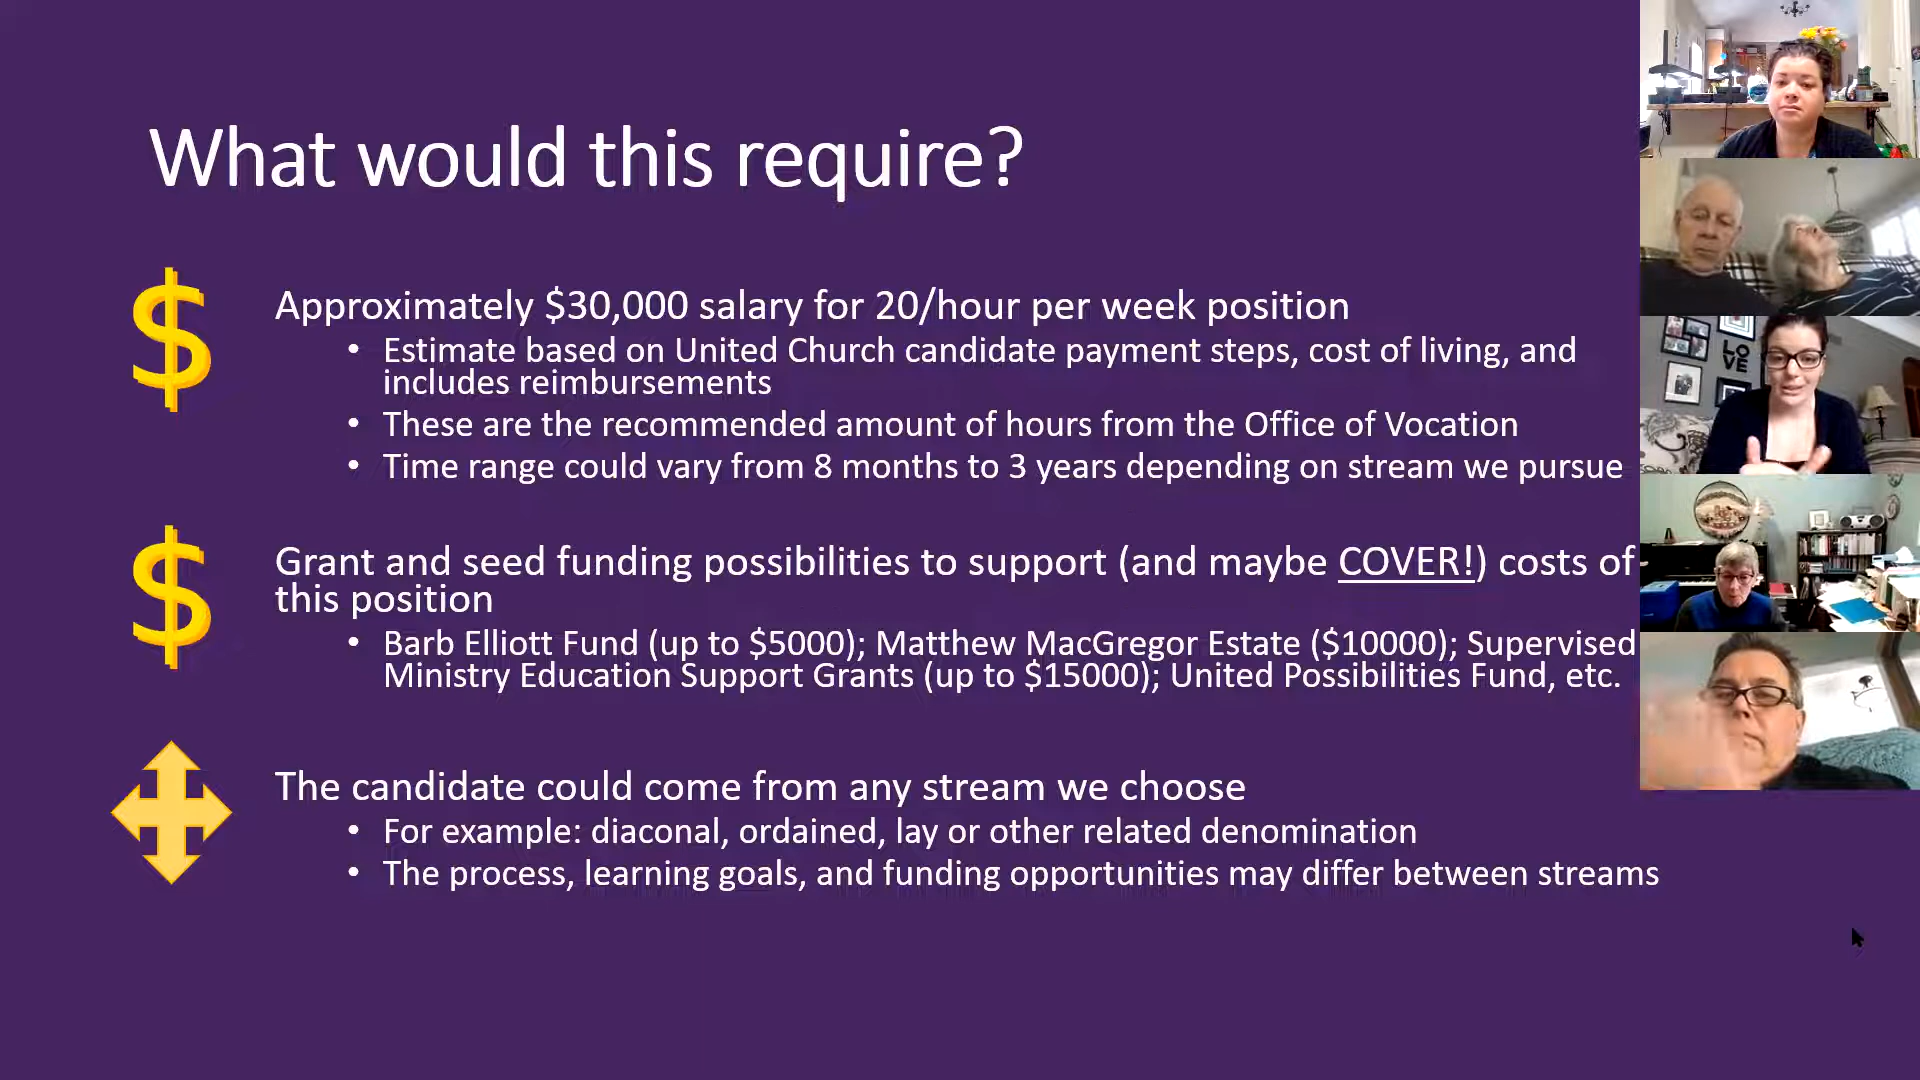 What would this require?
$
Approximately $30,000 salary for 20/hour per week position
• Estimate based on United Church candidate payment steps, cost of living, and
includes reimbursements
• These are the recommended amount of hours from the Office of Vocation
• Time range could vary from 8 months to 3 years depending on stream we pursue
$
Grant and seed funding possibilities to support (and maybe COVER!) costs of
this position
• Barb Elliott Fund (up to $5000); Matthew MacGregor Estate ($10000); Supervised
Ministry Education Support Grants (up to $15000); United Possibilities Fund, etc.
The candidate could come from any stream we choose
• For example: diaconal, ordained, lay or other related denomination
• The process, learning goals, and funding opportunities may differ between streams
LO
VE